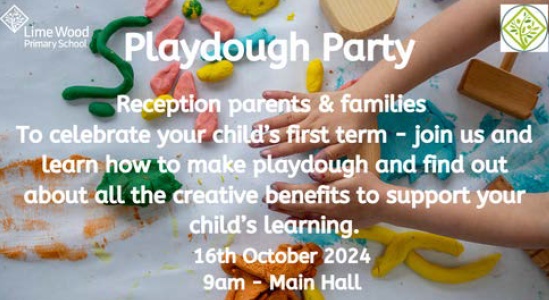 Lime Wood
Primary School
Playdough Party
Reception parents & families
To celebrate your child's first term - join us and
learn how to make playdough and find out
about all the creative benefits to support your
child's learning.
16th October 2024
9am - Main Hall